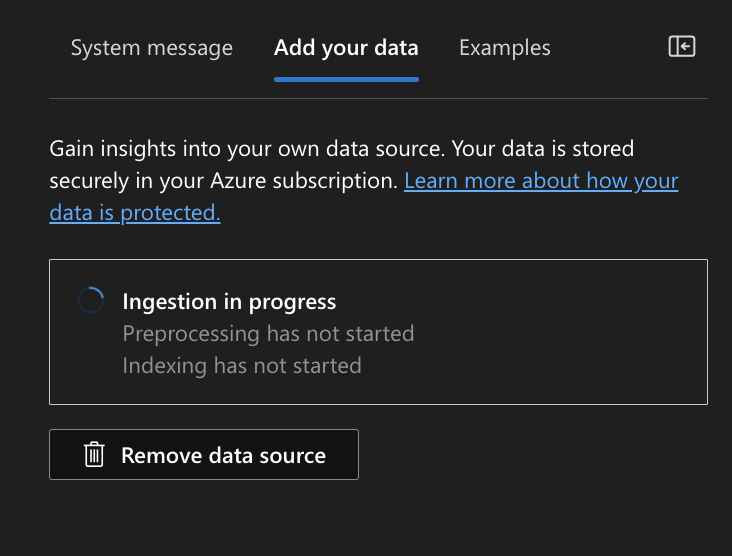 System message Add your data Examples
Gain insights into your own data source. Your data is stored
securely in your Azure subscription. Learn more about how your
data is protected.
Ingestion in progress
Preprocessing has not started
Indexing has not started
Remove data source